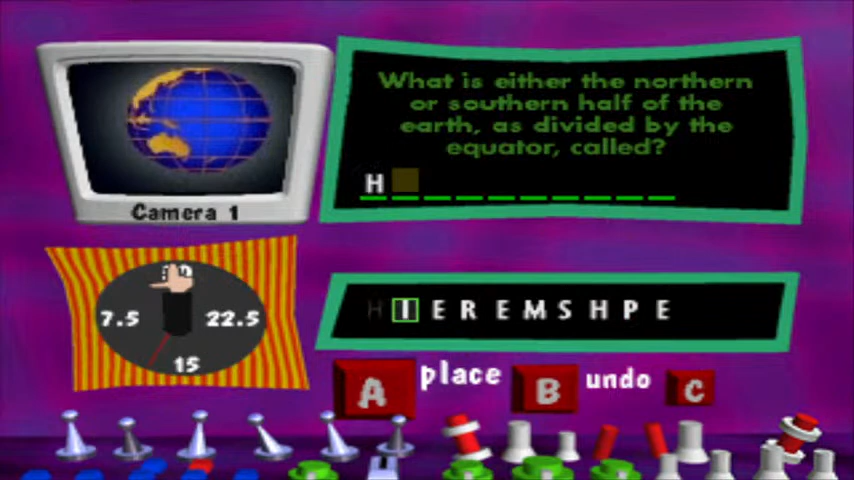 What is either the northern
or southern half of the
earth, as divided by the
equator, called?
H
Camera 1
7.5
22.5
15
H I E R E M S H P E
A place B undo C